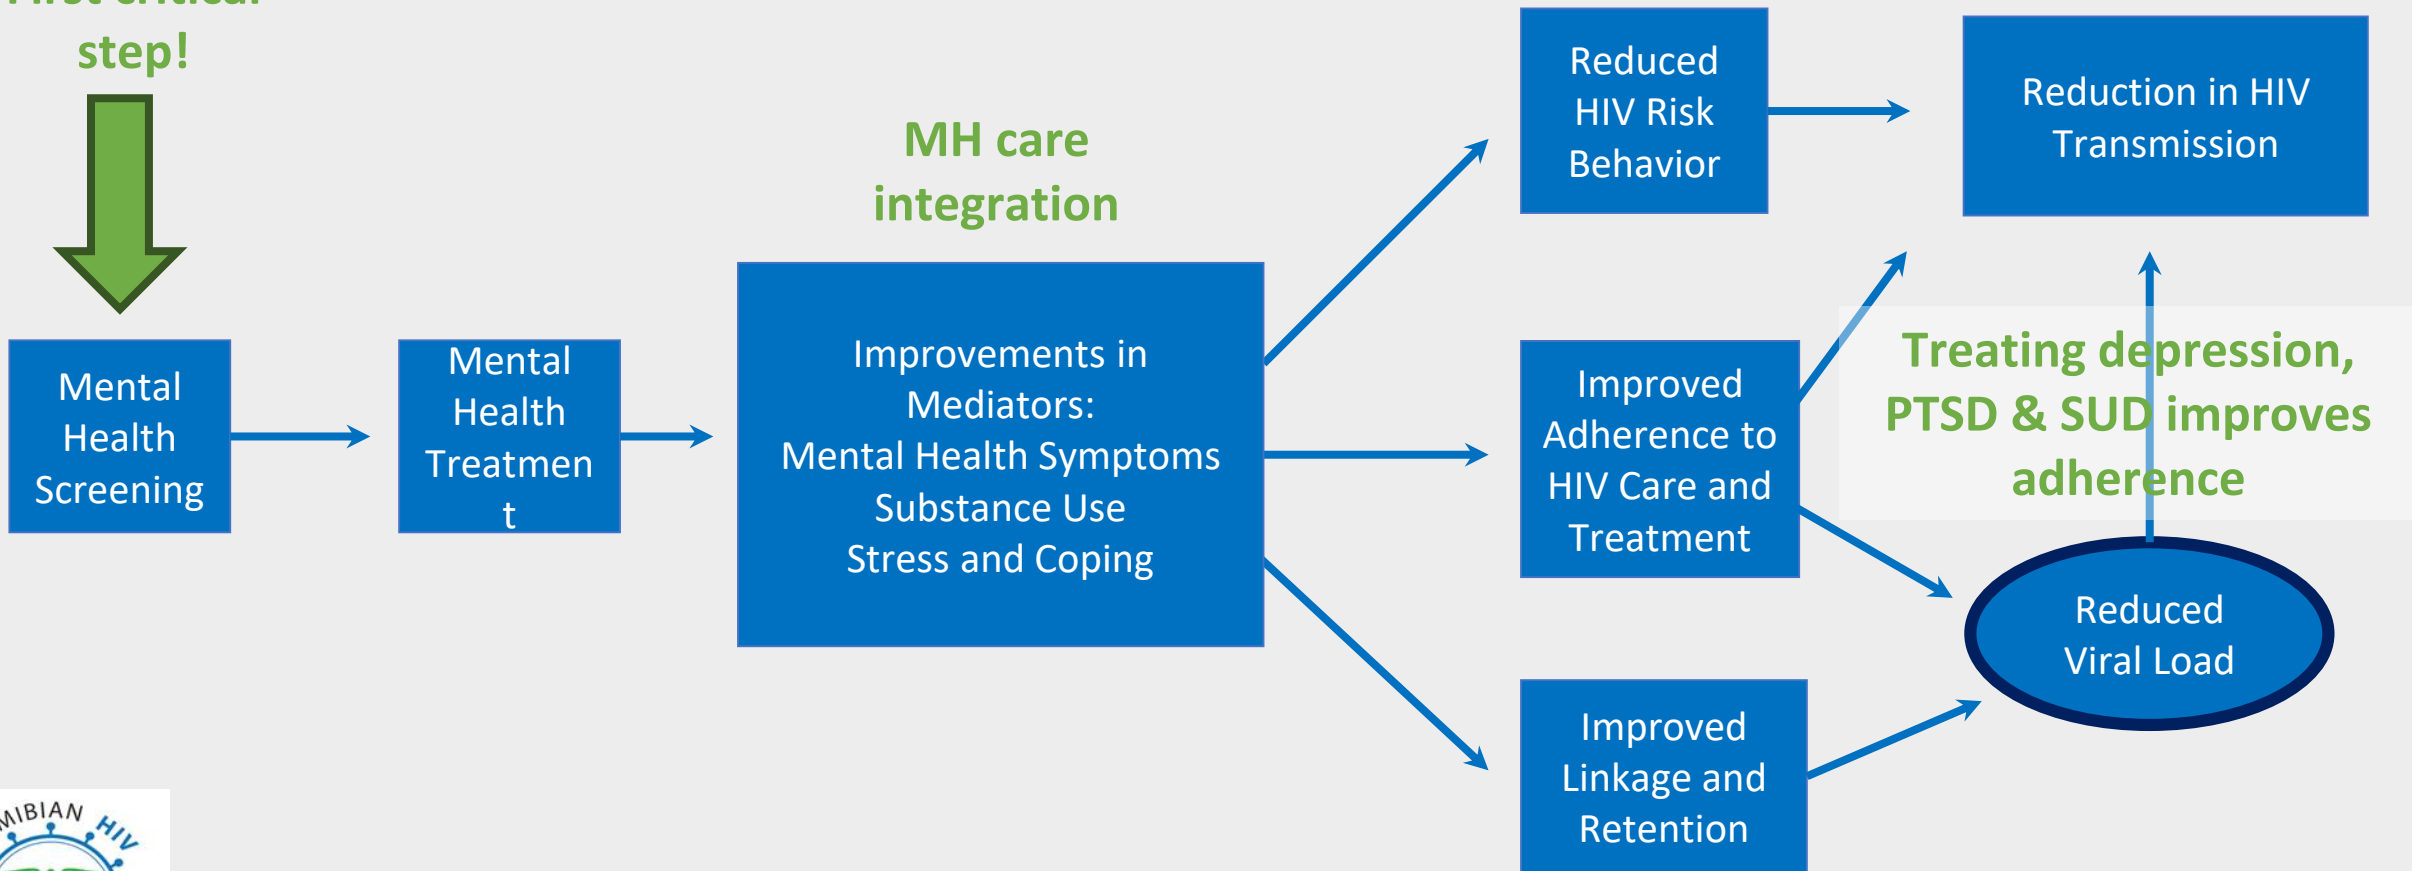 step!
MH care
integration
Mental
Health
Screening
Mental
Health
Treatmen
t
Improvements in
Mediators:
Mental Health Symptoms
Substance Use
Stress and Coping
Reduced
HIV Risk
Behavior
Reduction in HIV
Transmission
Improved
Adherence to
HIV Care and
Treatment
Treating depression,
PTSD & SUD improves
adherence
Reduced
Viral Load
Improved
Linkage and
Retention
HIV